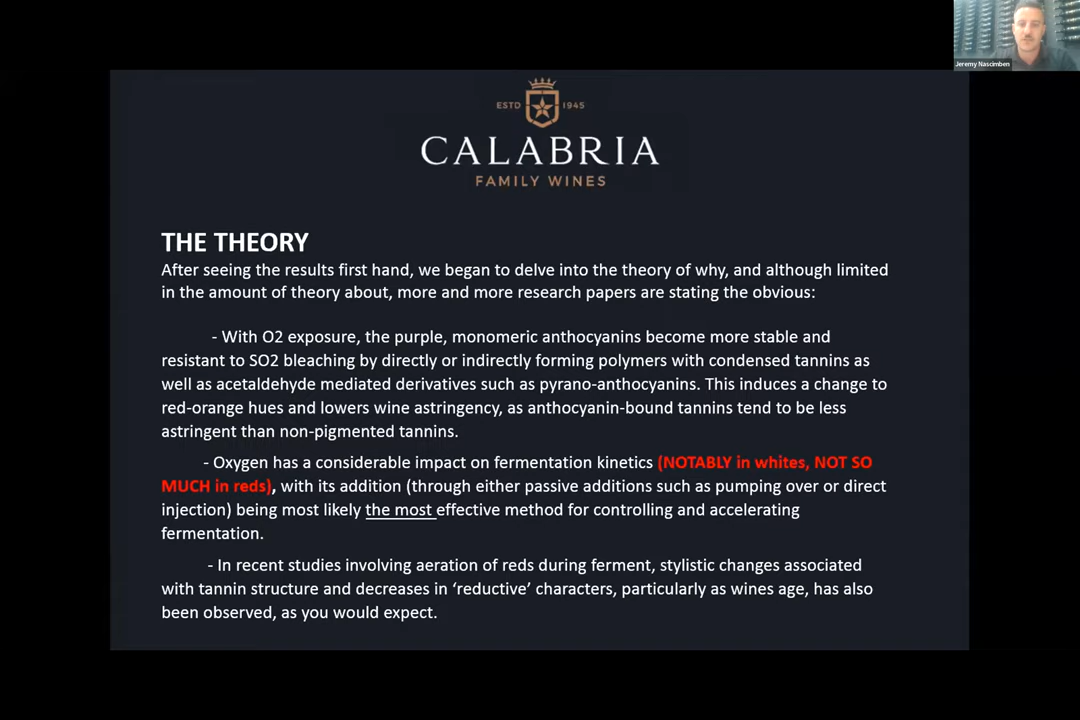 Jeremy Nascimben
ESTD 1945
CALABRIA
FAMILY WINES
THE THEORY
After seeing the results first hand, we began to delve into the theory of why, and although limited
in the amount of theory about, more and more research papers are stating the obvious:
- With O2 exposure, the purple, monomeric anthocyanins become more stable and
resistant to SO2 bleaching by directly or indirectly forming polymers with condensed tannins as
well as acetaldehyde mediated derivatives such as pyrano-anthocyanins. This induces a change to
red-orange hues and lowers wine astringency, as anthocyanin-bound tannins tend to be less
astringent than non-pigmented tannins.
- Oxygen has a considerable impact on fermentation kinetics (NOTABLY in whites, NOT SO
MUCH in reds), with its addition (through either passive additions such as pumping over or direct
injection) being most likely the most effective method for controlling and accelerating
fermentation.
- In recent studies involving aeration of reds during ferment, stylistic changes associated
with tannin structure and decreases in ‘reductive’ characters, particularly as wines age, has also
been observed, as you would expect.